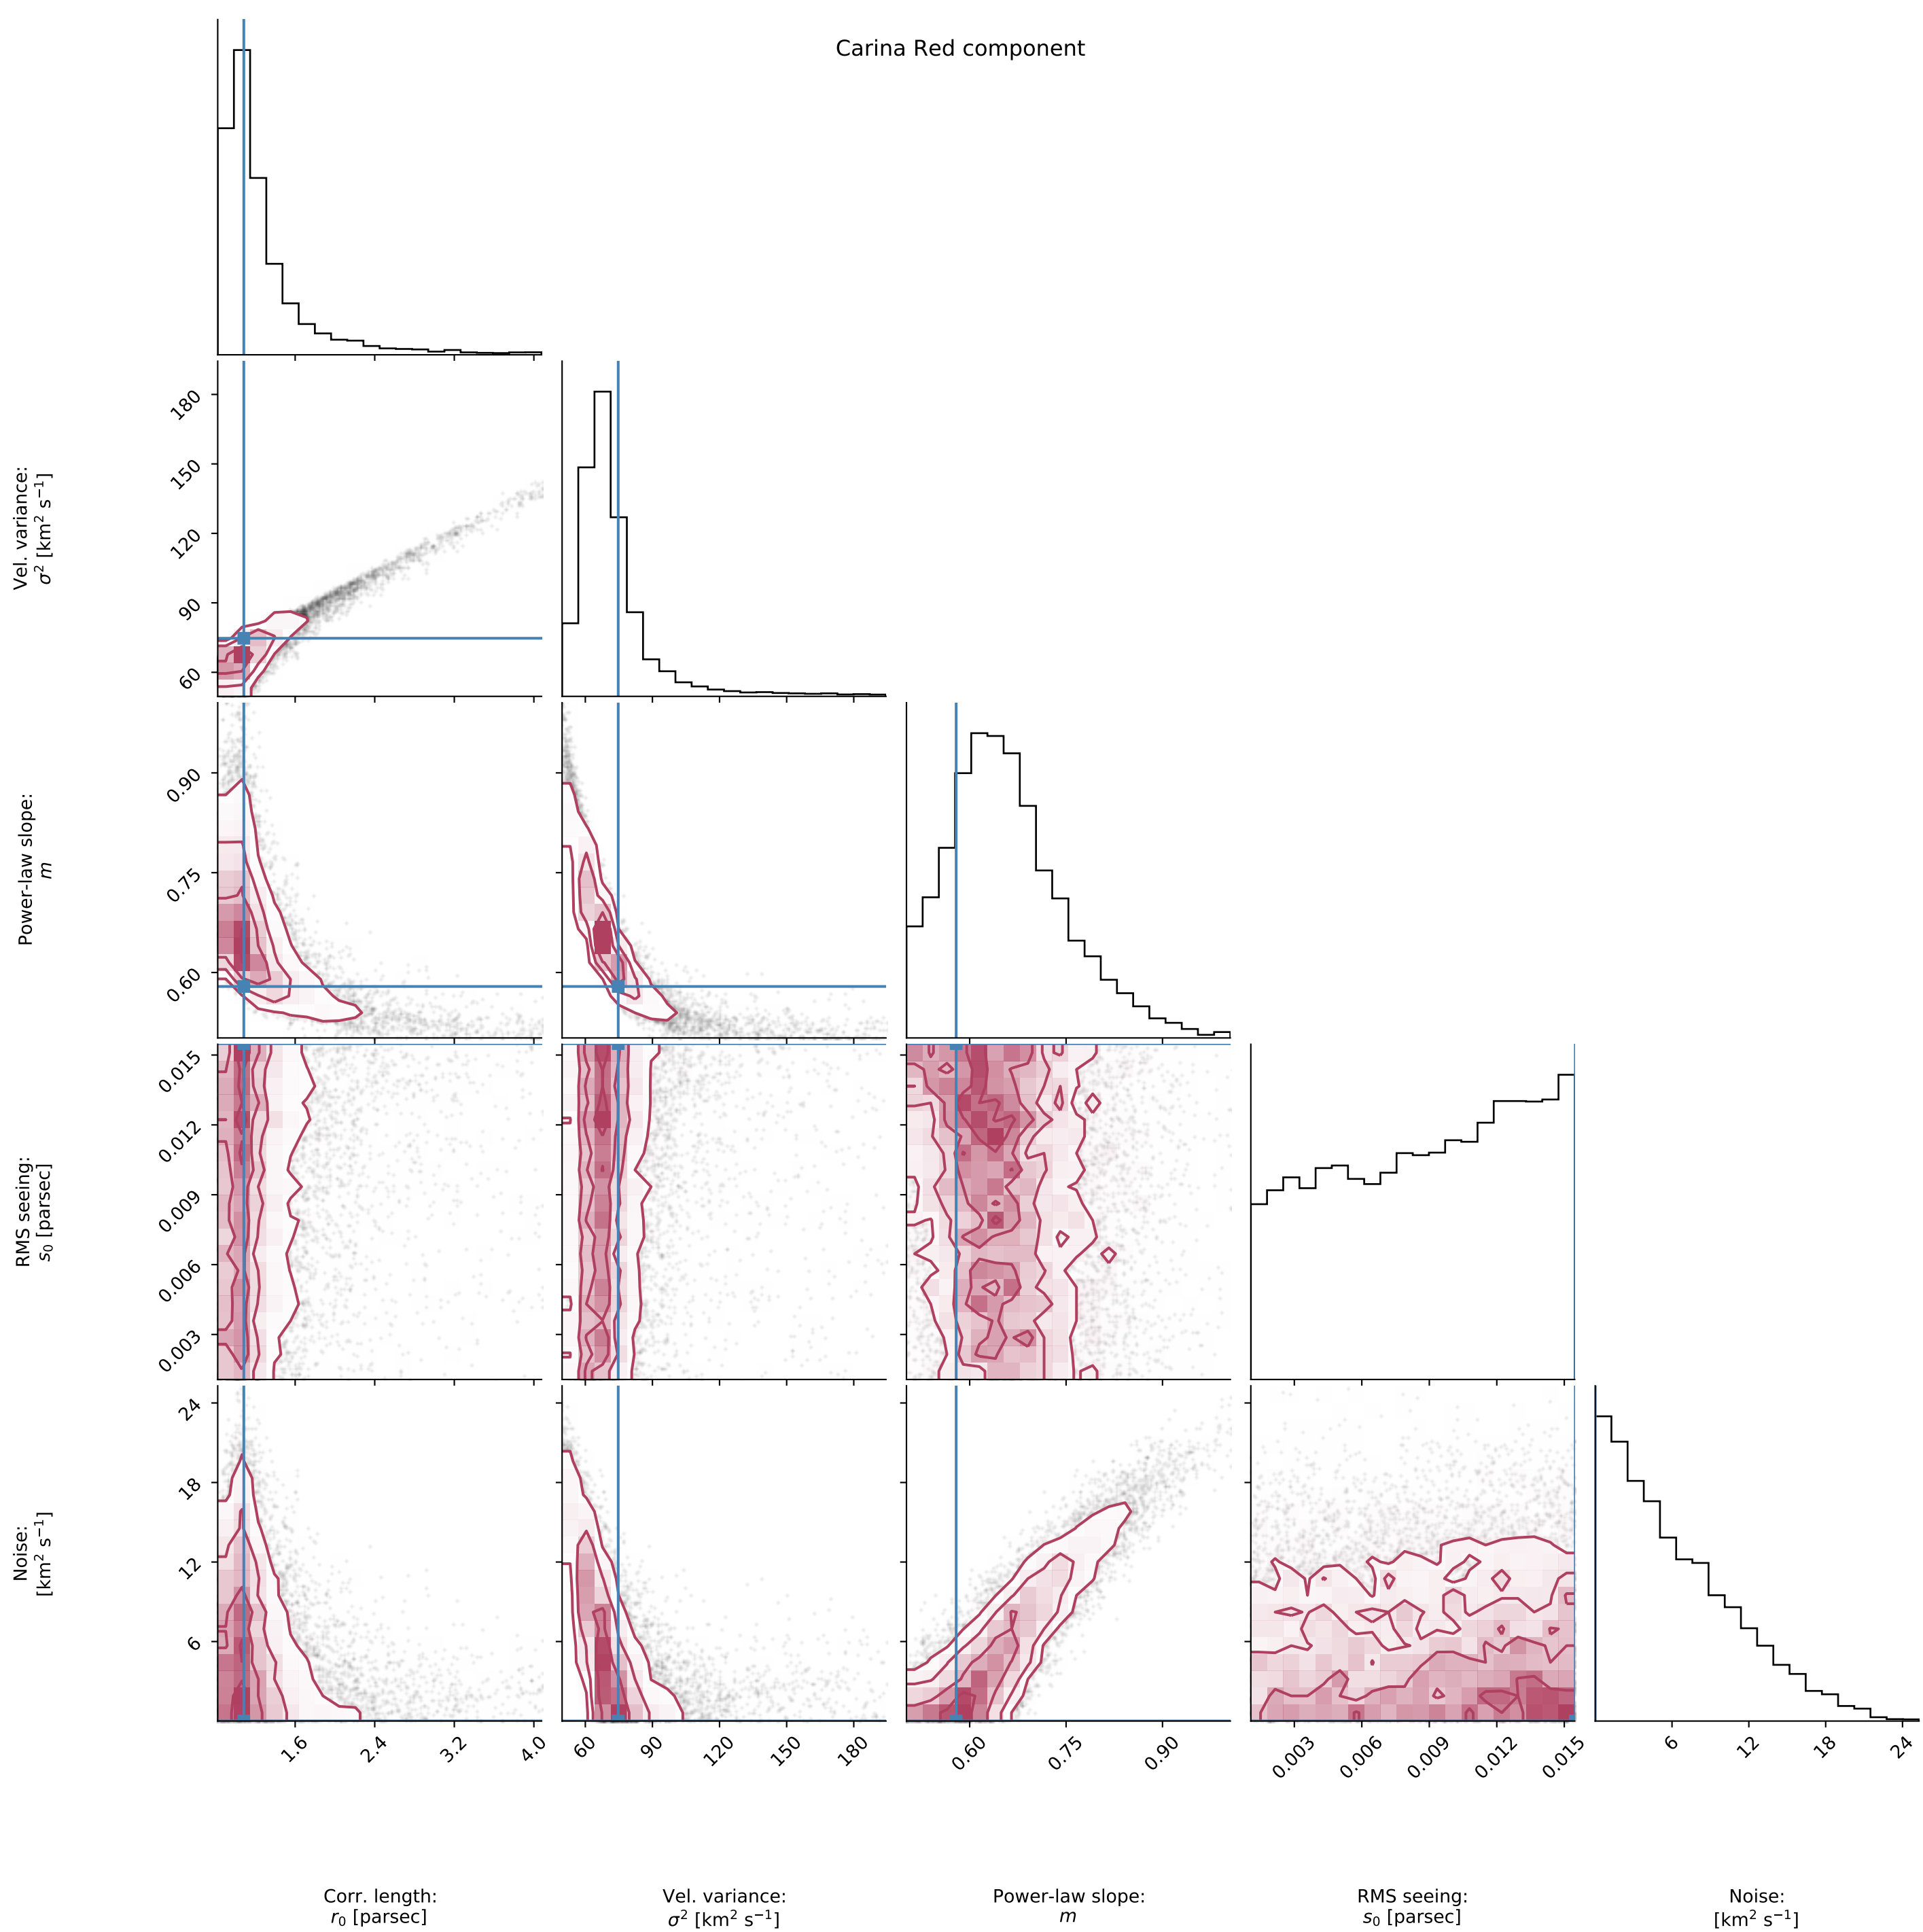 Carina Red component
Vel. variance:
σ² [km² s⁻¹]
180
150
120
90
60
Power-law slope:
m
0.90
0.75
0.60
RMS seeing:
s₀ [parsec]
0.015
0.012
0.009
0.006
0.003
Noise:
[km² s⁻¹]
24
18
12
6
1.6 2.4 3.2 4.0 60 90 120 150 180 0.60 0.75 0.90 0.003 0.006 0.009 0.012 0.015 6 12 18 24
Corr. length: Vel. variance: Power-law slope: RMS seeing: Noise:
r₀ [parsec] σ² [km² s⁻¹] m s₀ [parsec] [km² s⁻¹]